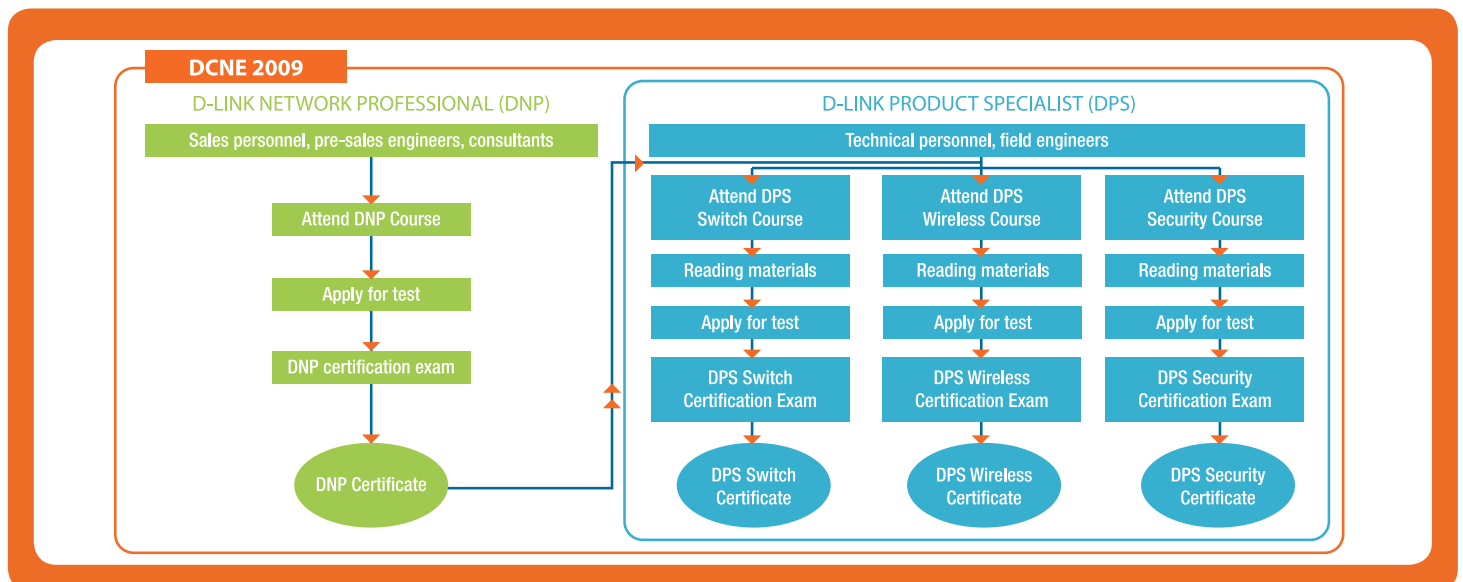 DCNE 2009
D-LINK NETWORK PROFESSIONAL (DNP)
Sales personnel, pre-sales engineers, consultants
Attend DNP Course
Apply for test
DNP certification exam
DNP Certificate
D-LINK PRODUCT SPECIALIST (DPS)
Technical personnel, field engineers
Attend DPS
Switch Course
Reading materials
Apply for test
DPS Switch
Certification Exam
DPS Switch
Certificate
Attend DPS
Wireless Course
Reading materials
Apply for test
DPS Wireless
Certification Exam
DPS Wireless
Certificate
Attend DPS
Security Course
Reading materials
Apply for test
DPS Security
Certification Exam
DPS Security
Certificate